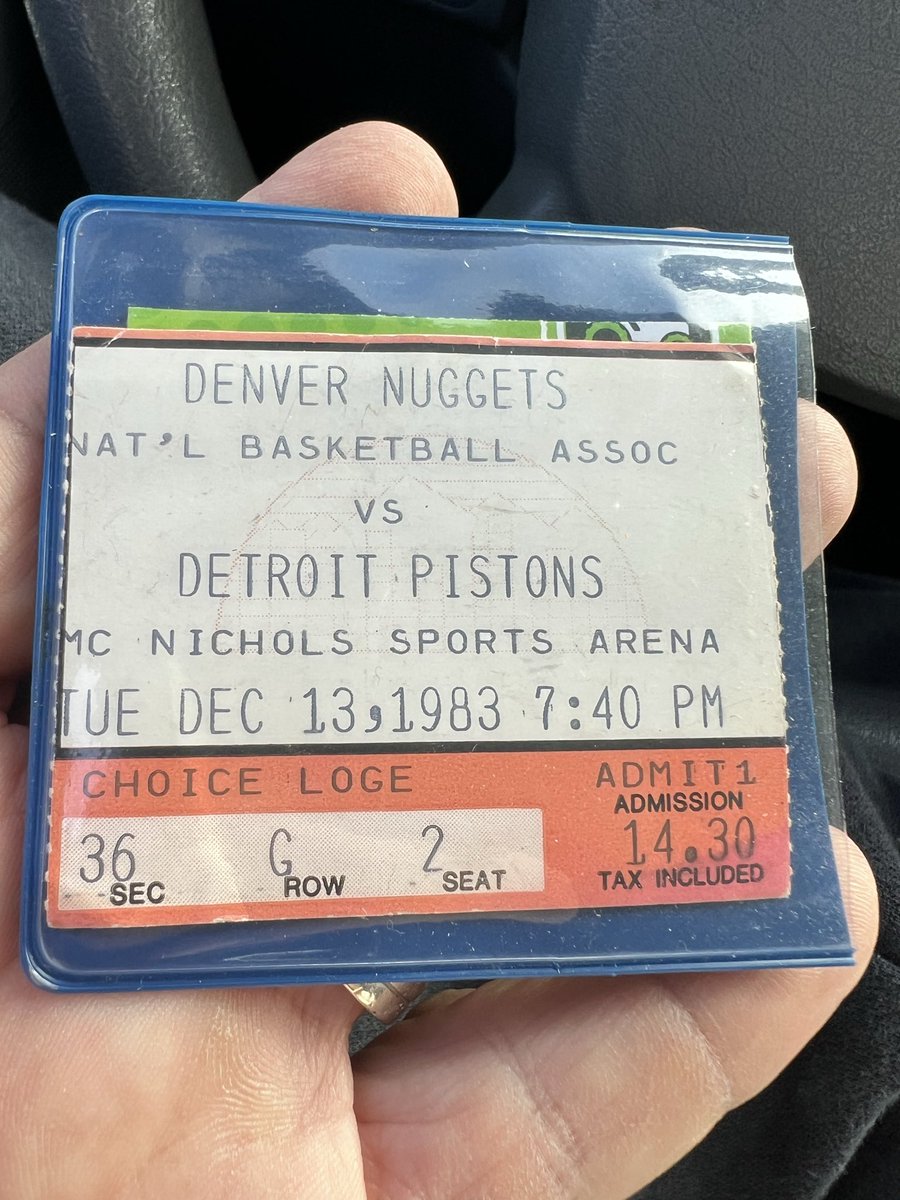 DENVER NUGGETS
NAT'L BASKETBALL ASSOC
VS
DETROIT PISTONS
MC NICHOLS SPORTS ARENA
TUE DEC 13,1983 7:40 PM
CHOICE LOGE ADMIT1
ADMISSION
36 G 2 14.30
SEC ROW SEAT TAX INCLUDED